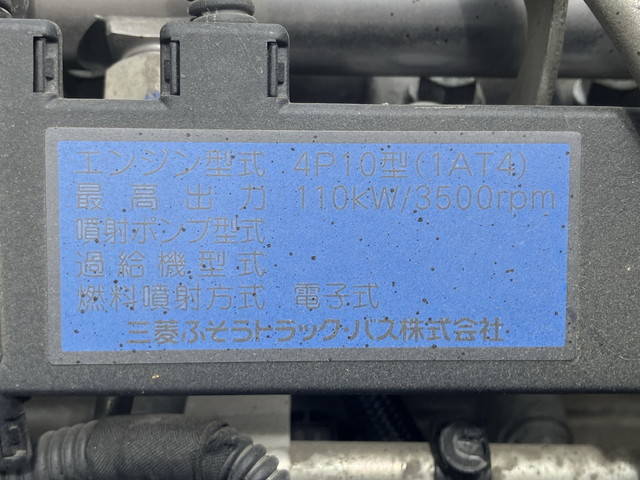 エンジン型式 4P10型(1AT4)
最高出力 110kW/3500rpm
噴射ポンプ型式
過給機型式
燃料噴射方式 電子式
三菱ふそうトラック・バス株式会社